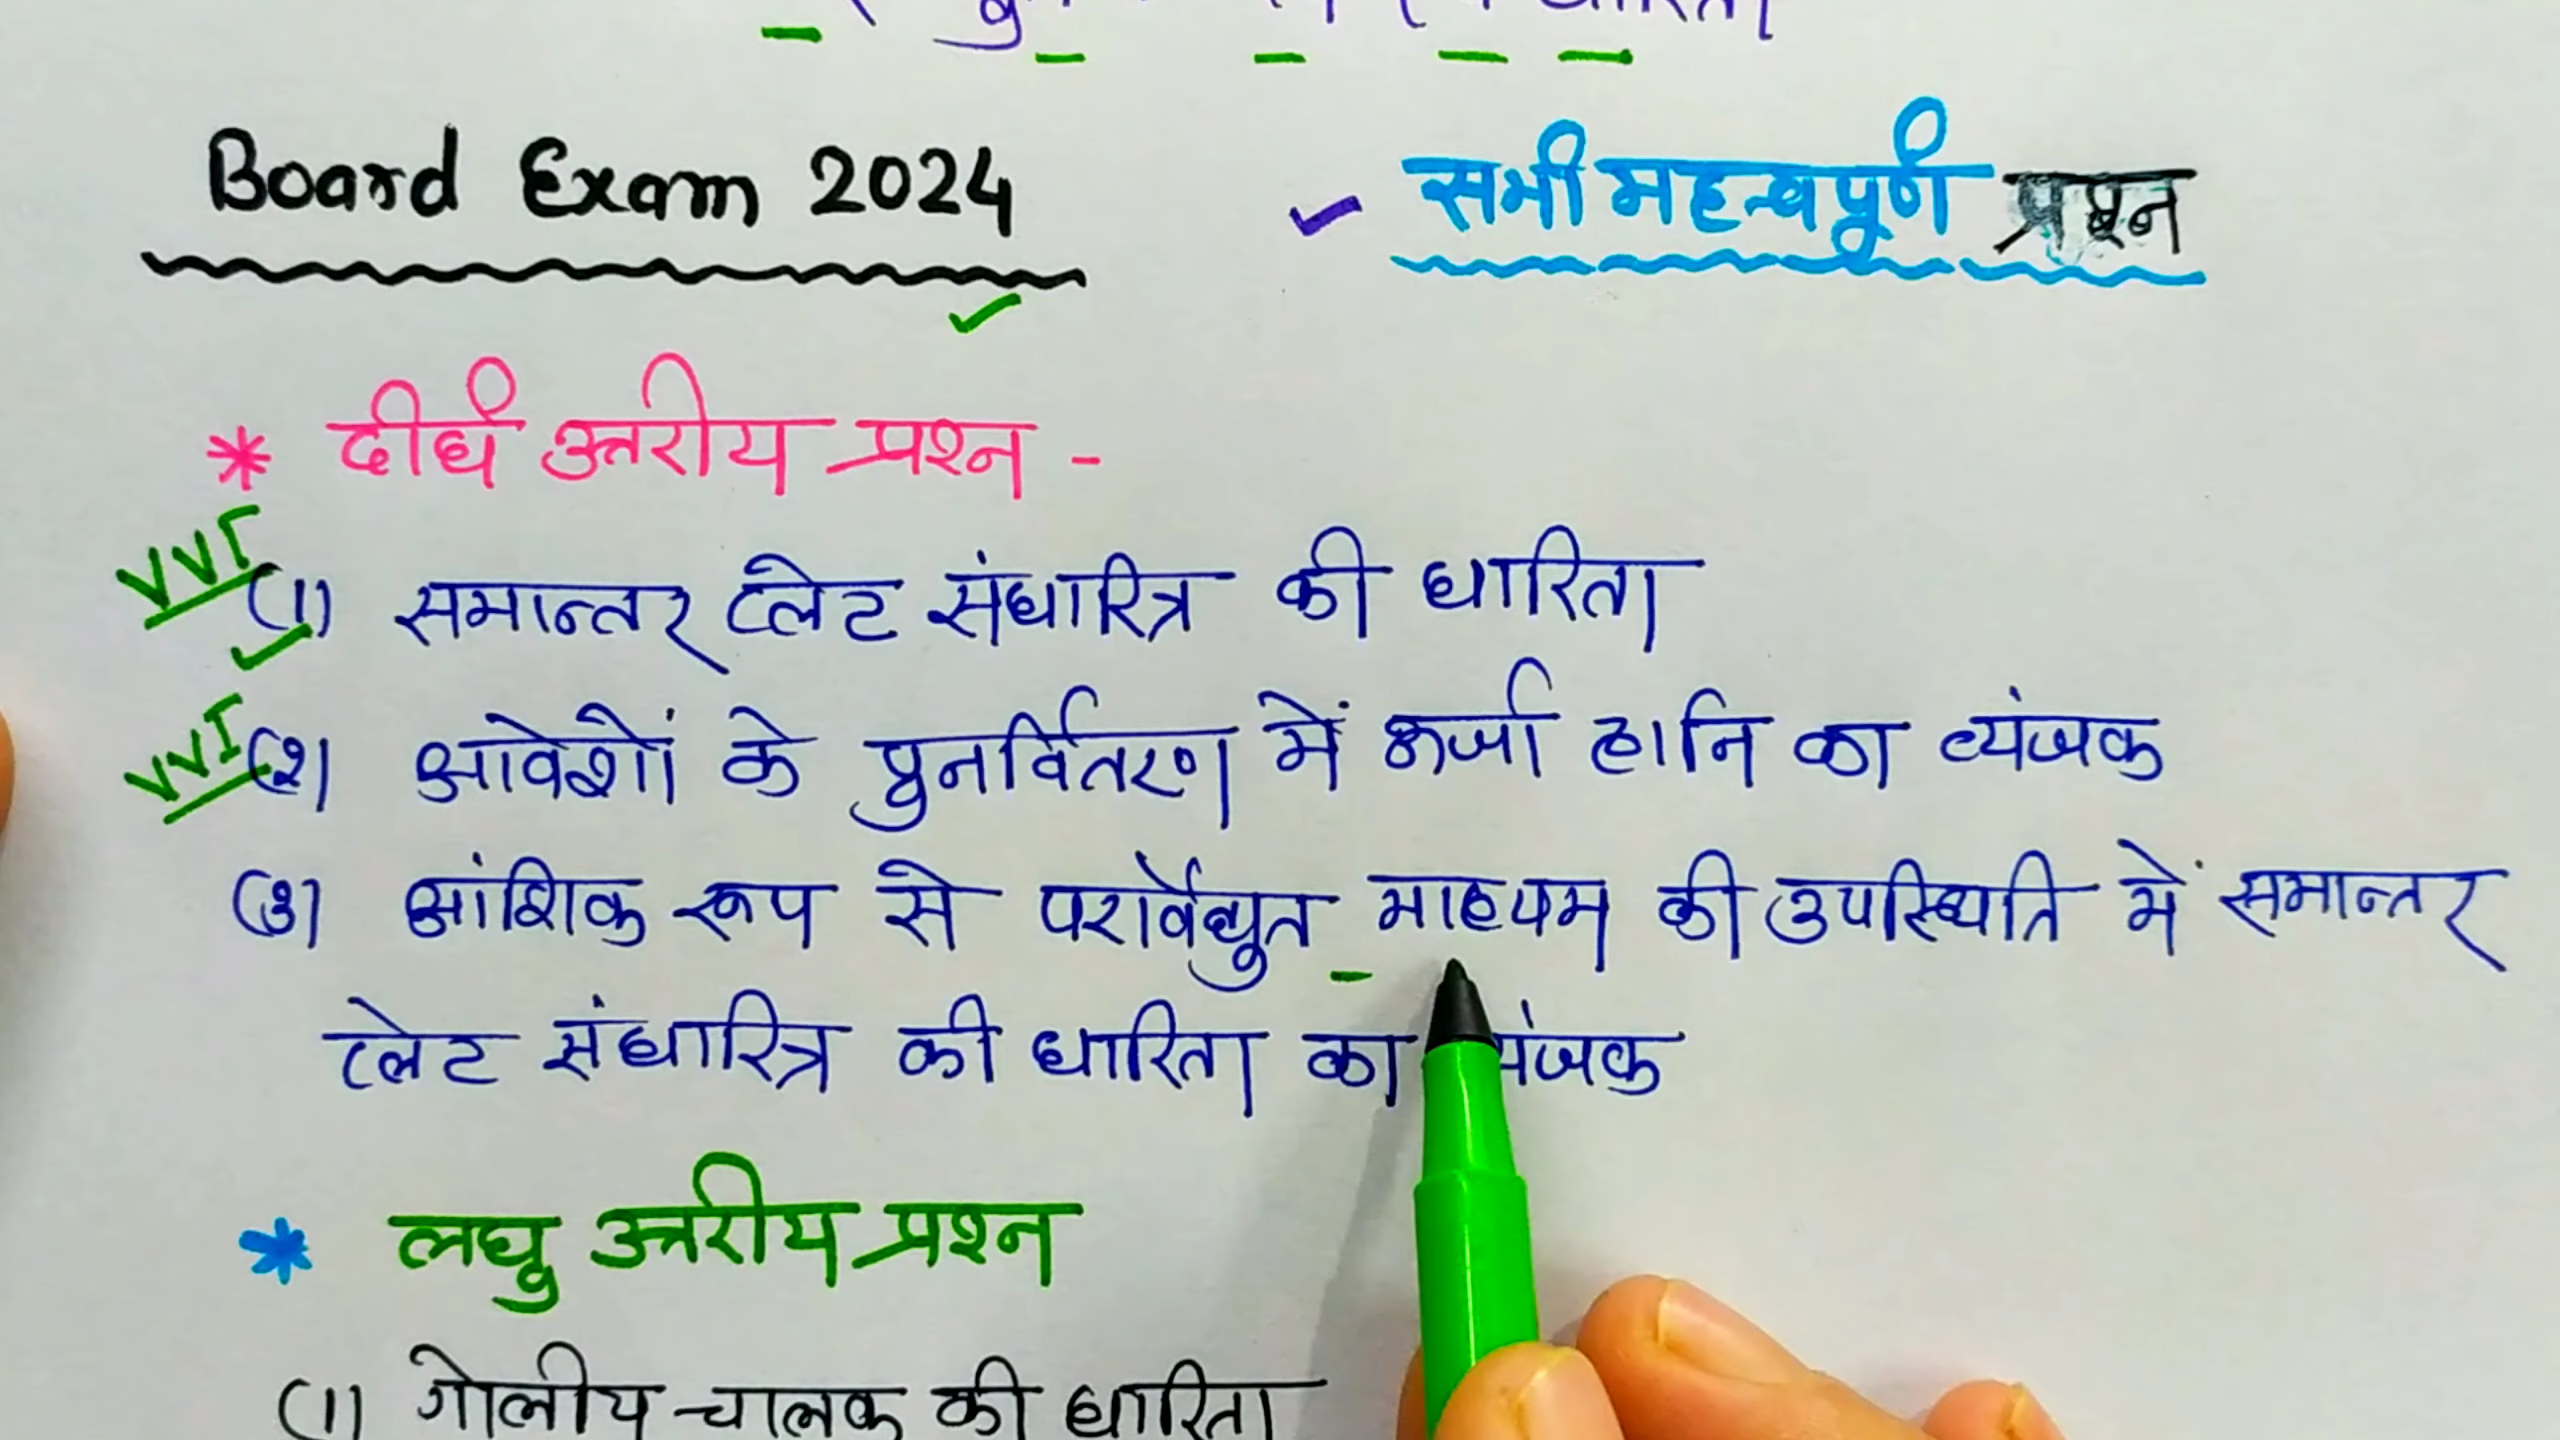 Board Exam 2024
सभी महत्वपूर्ण प्रश्न
* दीर्घ उत्तरीय प्रश्न -
VVI (1) समान्तर प्लेट संधारित्र की धारिता
VVI (2) आवेशों के पुनर्वितरण में ऊर्जा हानि का व्यंजक
(3) आंशिक रूप से परावैद्युत माध्यम की उपस्थिति में समान्तर
प्लेट संधारित्र की धारिता का व्यंजक
* लघु उत्तरीय प्रश्न
(1) गोलीय चालक की धारिता